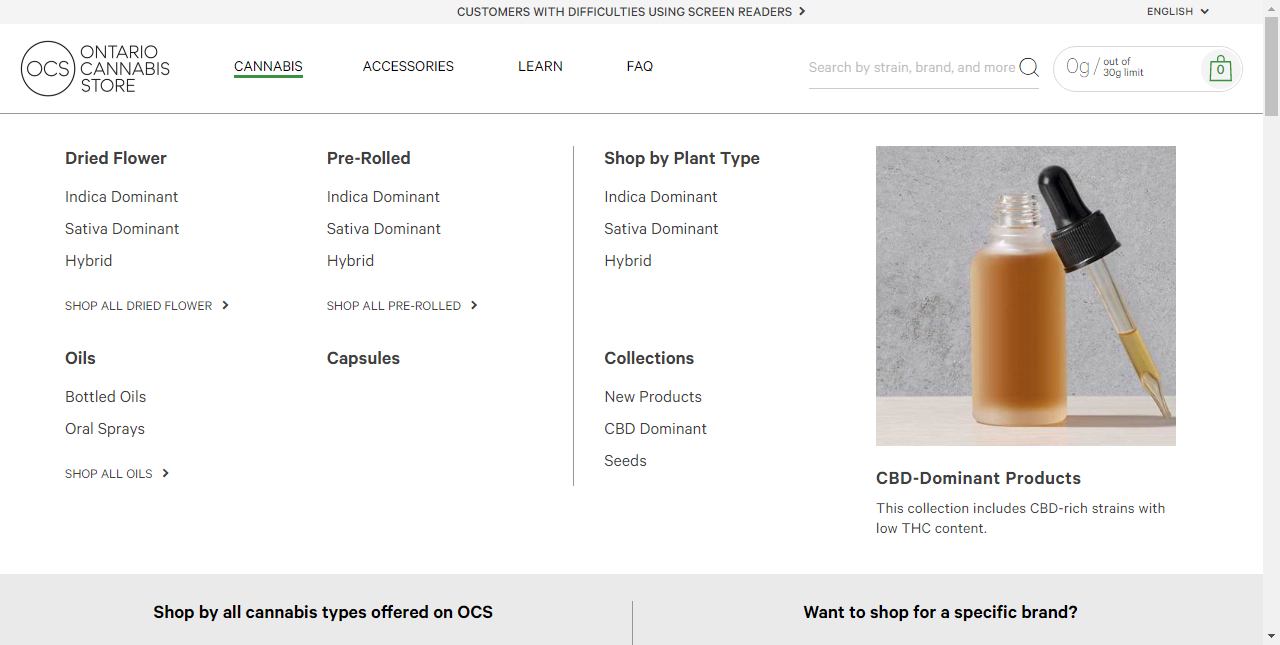 CUSTOMERS WITH DIFFICULTIES USING SCREEN READERS
ENGLISH
OCS
ONTARIO
CANNABIS
STORE
CANNABIS
ACCESSORIES
LEARN
FAQ
Search by strain, brand, and more
0g / out of
30g limit
0
Dried Flower
Indica Dominant
Sativa Dominant
Hybrid
SHOP ALL DRIED FLOWER
Pre-Rolled
Indica Dominant
Sativa Dominant
Hybrid
SHOP ALL PRE-ROLLED
Shop by Plant Type
Indica Dominant
Sativa Dominant
Hybrid
Oils
Bottled Oils
Oral Sprays
SHOP ALL OILS
Capsules
Collections
New Products
CBD Dominant
Seeds
CBD-Dominant Products
This collection includes CBD-rich strains with
low THC content.
Shop by all cannabis types offered on OCS
Want to shop for a specific brand?